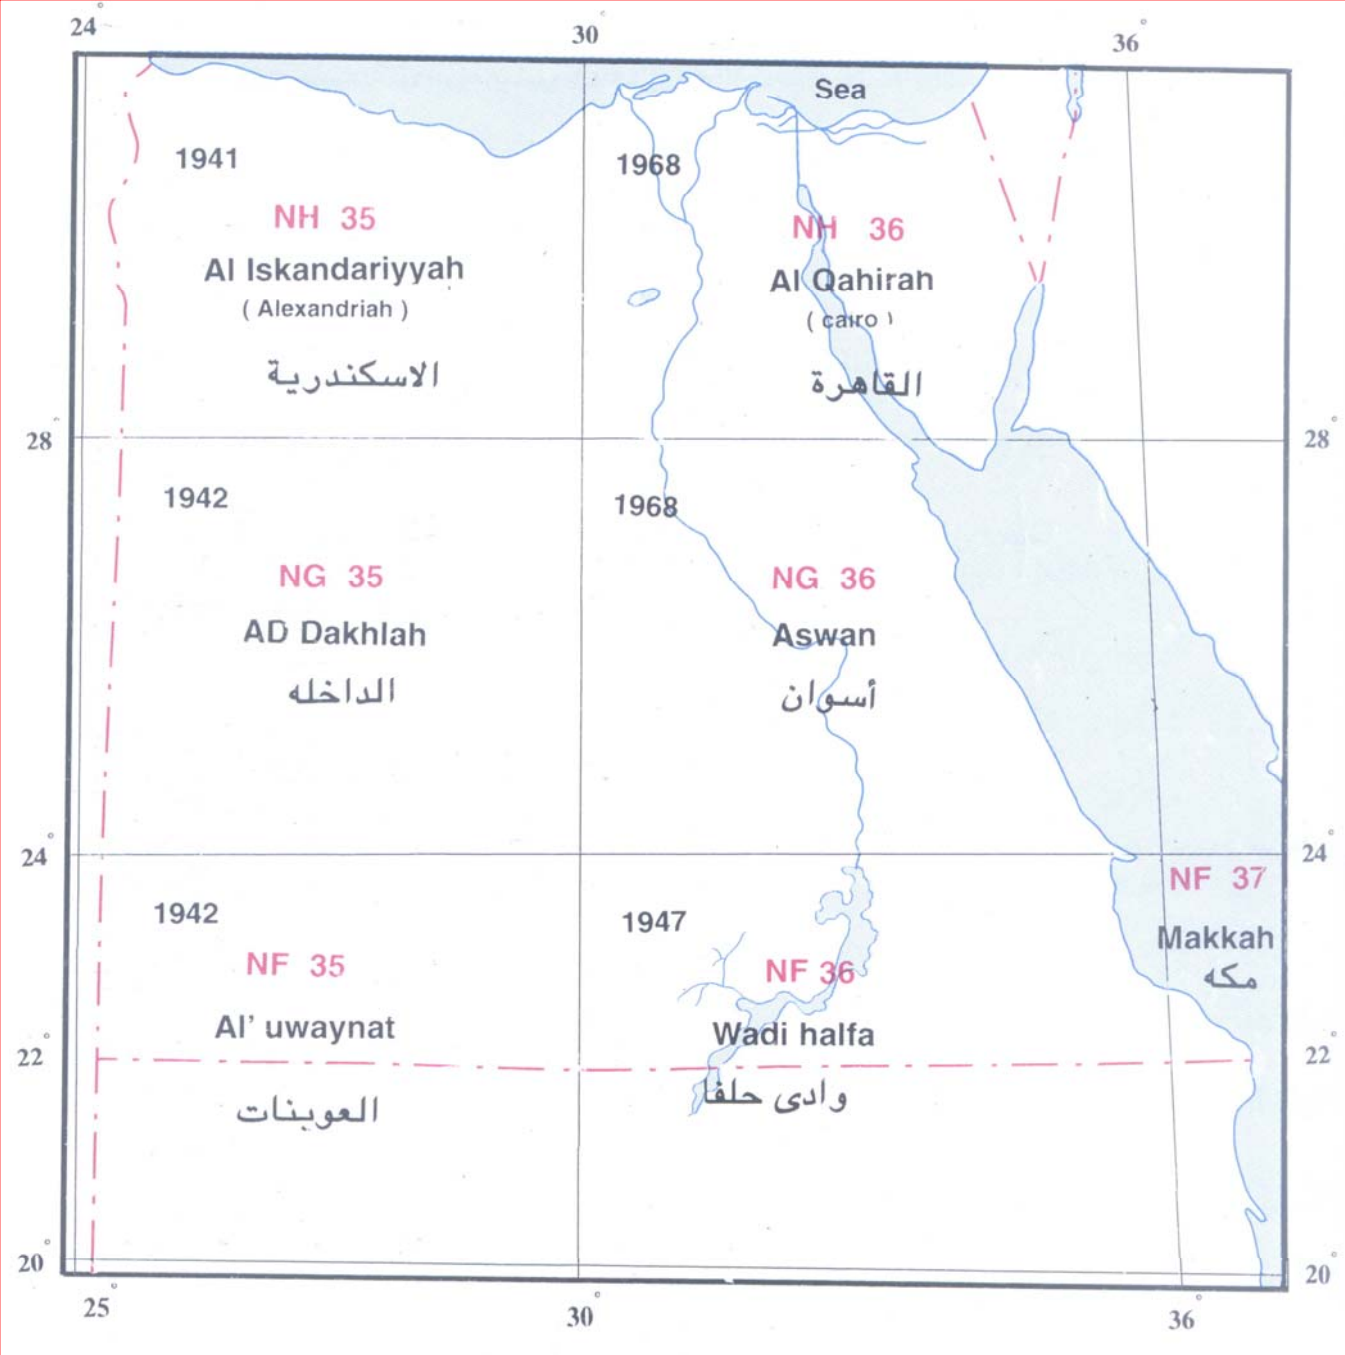 24°
30°
36°
Sea
1941
1968
NH 35
NH 36
Al Iskandariyyah
Al Qahirah
( Alexandriah )
( cairo )
الاسكندرية
القاهرة
28°
28°
1942
1968
NG 35
NG 36
AD Dakhlah
Aswan
الداخله
أسوان
24°
24°
NF 37
1942
1947
Makkah
NF 35
NF 36
مكه
Al' uwaynat
Wadi halfa
22°
22°
العوينات
وادى حلفا
20°
20°
25°
30°
36°